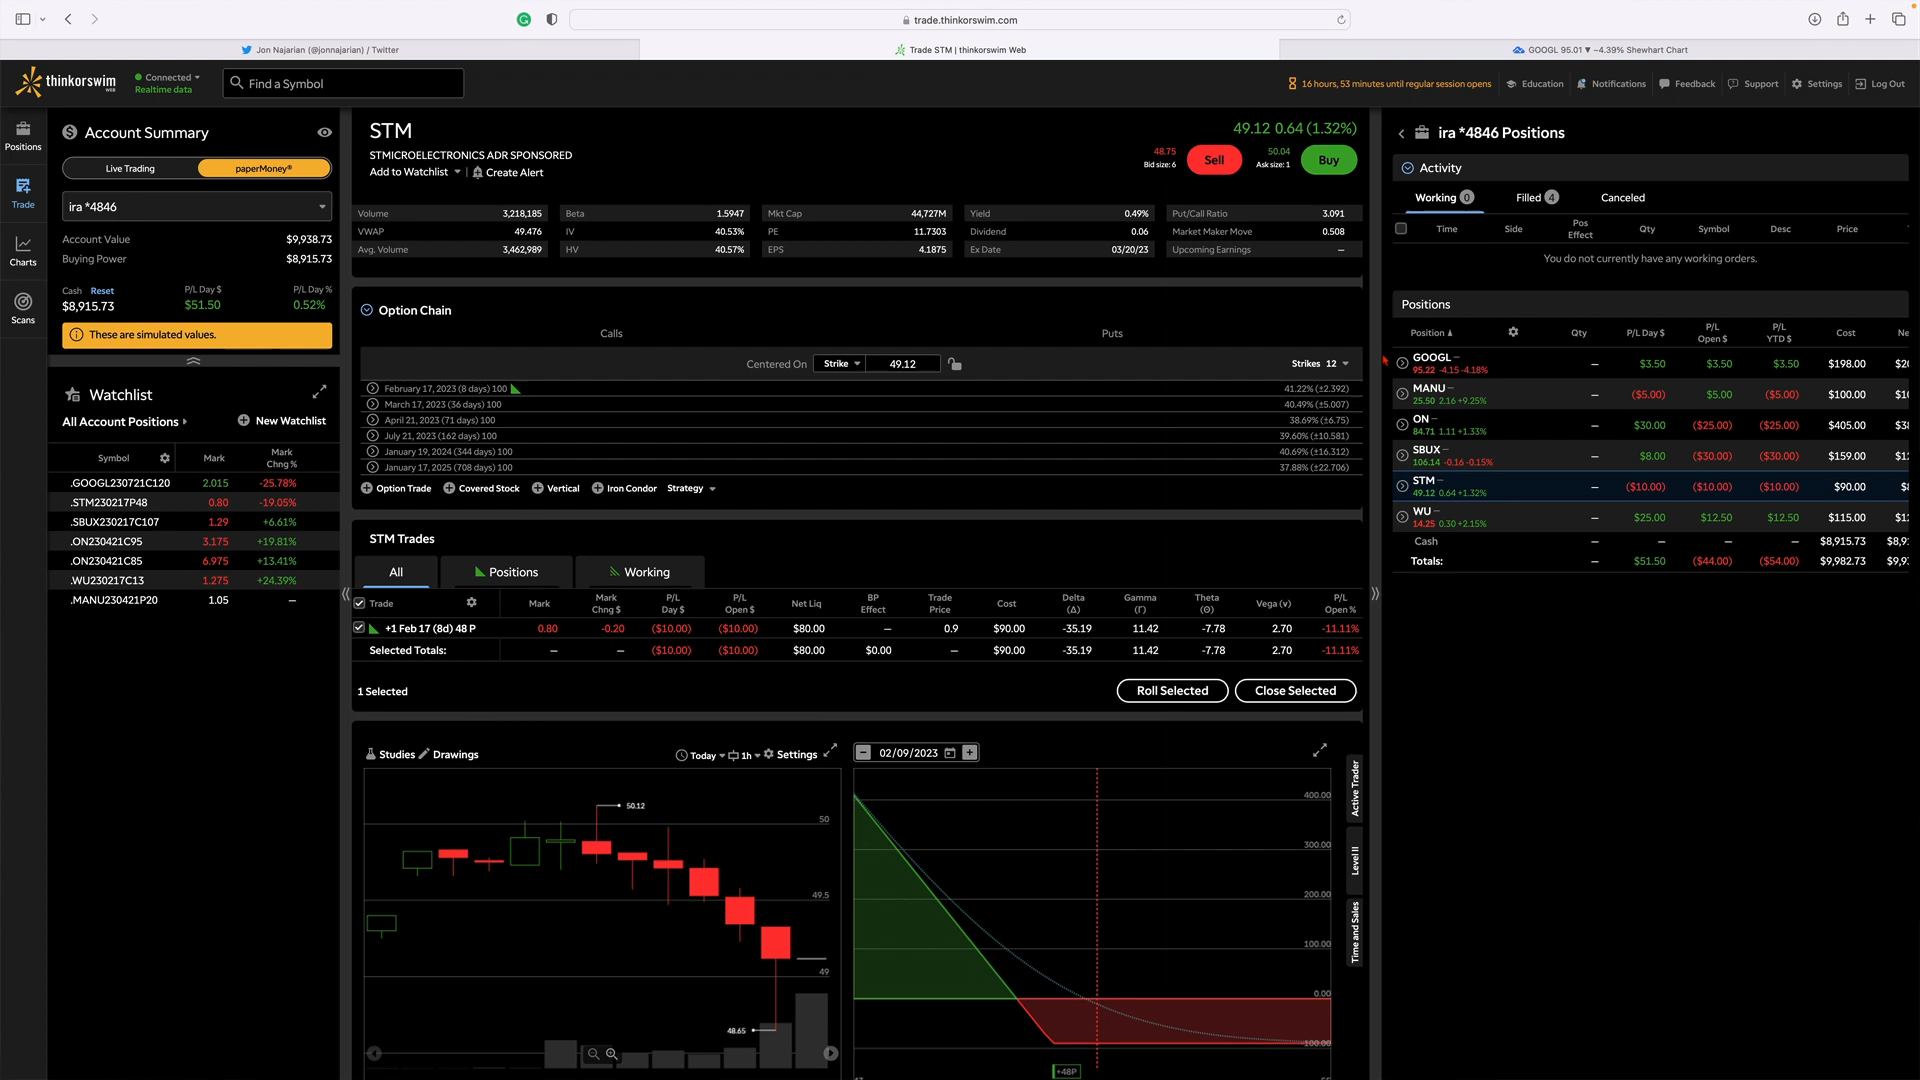 trade.thinkorswim.com
Jon Najarian (@jonnajarian) / Twitter
Trade STM | thinkorswim Web
GOOGL 95.01 ▼ −4.39% Shewhart Chart
thinkorswim
WEB
Connected
Realtime data
Find a Symbol
16 hours, 53 minutes until regular session opens
Education
Notifications
Feedback
Support
Settings
Log Out
Positions
Trade
Charts
Scans
Account Summary
Live Trading
paperMoney®
ira *4846
Account Value $9,938.73
Buying Power $8,915.73
Cash Reset P/L Day $ P/L Day %
$8,915.73 $51.50 0.52%
These are simulated values.
Watchlist
All Account Positions
New Watchlist
Symbol Mark Mark Chng %
.GOOGL230721C120 2.015 -25.78%
.STM230217P48 0.80 -19.05%
.SBUX230217C107 1.29 +6.61%
.ON230421C95 3.175 +19.81%
.ON230421C85 6.975 +13.41%
.WU230217C13 1.275 +24.39%
.MANU230421P20 1.05 —
STM
49.12 0.64 (1.32%)
STMICROELECTRONICS ADR SPONSORED
Add to Watchlist | Create Alert
48.75
Bid size: 6
Sell
50.04
Ask size: 1
Buy
Volume 3,218,185 Beta 1.5947 Mkt Cap 44,727M Yield 0.49% Put/Call Ratio 3.091
VWAP 49.476 IV 40.53% PE 11.7303 Dividend 0.06 Market Maker Move 0.508
Avg. Volume 3,462,989 HV 40.57% EPS 4.1875 Ex Date 03/20/23 Upcoming Earnings —
Option Chain
Calls Puts
Centered On Strike 49.12 Strikes 12
February 17, 2023 (8 days) 100 41.22% (±2.392)
March 17, 2023 (36 days) 100 40.49% (±5.007)
April 21, 2023 (71 days) 100 38.69% (±6.75)
July 21, 2023 (162 days) 100 39.60% (±10.581)
January 19, 2024 (344 days) 100 40.69% (±16.312)
January 17, 2025 (708 days) 100 37.88% (±22.706)
Option Trade Covered Stock Vertical Iron Condor Strategy
STM Trades
All Positions Working
Trade Mark Mark Chng $ P/L Day $ P/L Open $ Net Liq BP Effect Trade Price Cost Delta (Δ) Gamma (Γ) Theta (Θ) Vega (v) P/L Open %
+1 Feb 17 (8d) 48 P 0.80 -0.20 ($10.00) ($10.00) $80.00 — 0.9 $90.00 -35.19 11.42 -7.78 2.70 -11.11%
Selected Totals: — — ($10.00) ($10.00) $80.00 $0.00 — $90.00 -35.19 11.42 -7.78 2.70 -11.11%
1 Selected
Roll Selected
Close Selected
Studies Drawings
Today 1h Settings
50.12
50
49.5
49
48.65
02/09/2023
400.00
300.00
200.00
100.00
0.00
100.00
+48P
Active Trader
Level II
Time and Sales
ira *4846 Positions
Activity
Working 0 Filled 4 Canceled
Time Side Pos Effect Qty Symbol Desc Price
You do not currently have any working orders.
Positions
Position Qty P/L Day $ P/L Open $ P/L YTD $ Cost Ne
GOOGL — $3.50 $3.50 $3.50 $198.00 $20
95.22 -4.15 -4.18%
MANU — ($5.00) $5.00 ($5.00) $100.00
25.50 2.16 +9.25%
ON — $30.00 ($25.00) ($25.00) $405.00
84.71 1.11 +1.33%
SBUX — $8.00 ($30.00) ($30.00) $159.00
106.14 -0.16 -0.15%
STM — ($10.00) ($10.00) ($10.00) $90.00
49.12 0.64 +1.32%
WU — $25.00 $12.50 $12.50 $115.00
14.25 0.30 +2.15%
Cash — — — — $8,915.73 $8,9
Totals: — $51.50 ($44.00) ($54.00) $9,982.73 $9,9